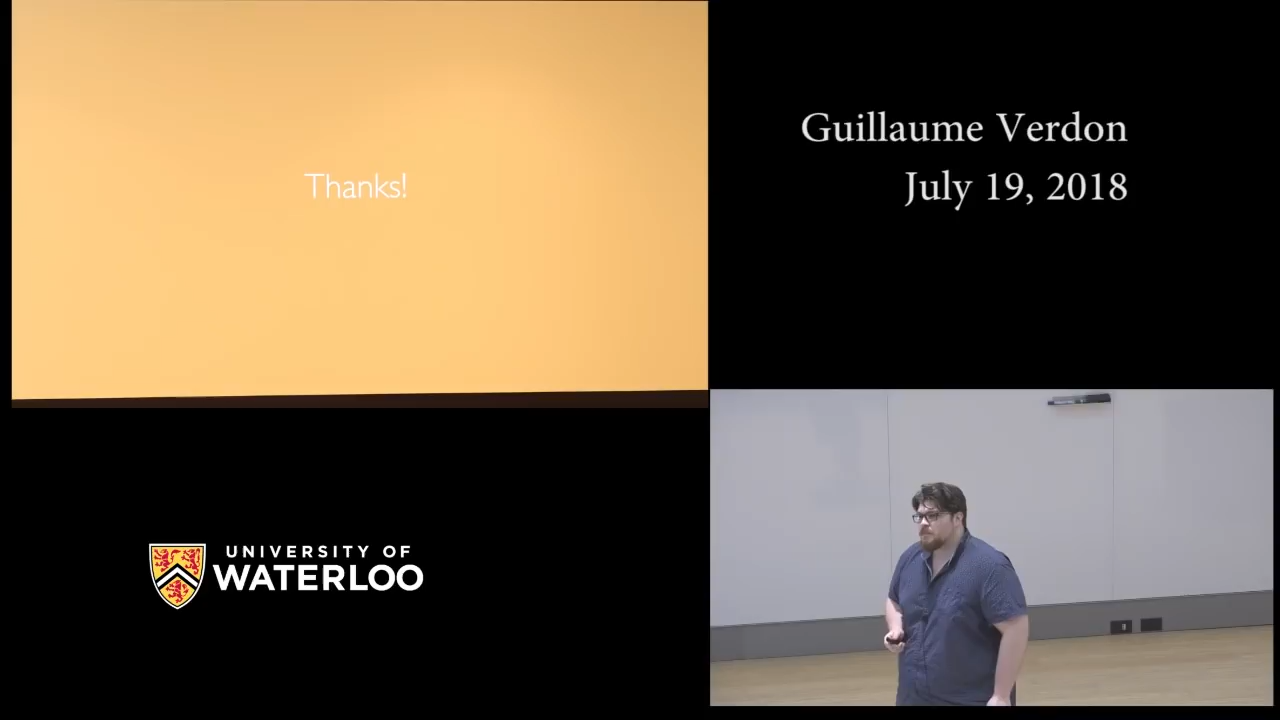 Thanks!
Guillaume Verdon
July 19, 2018
UNIVERSITY OF
WATERLOO